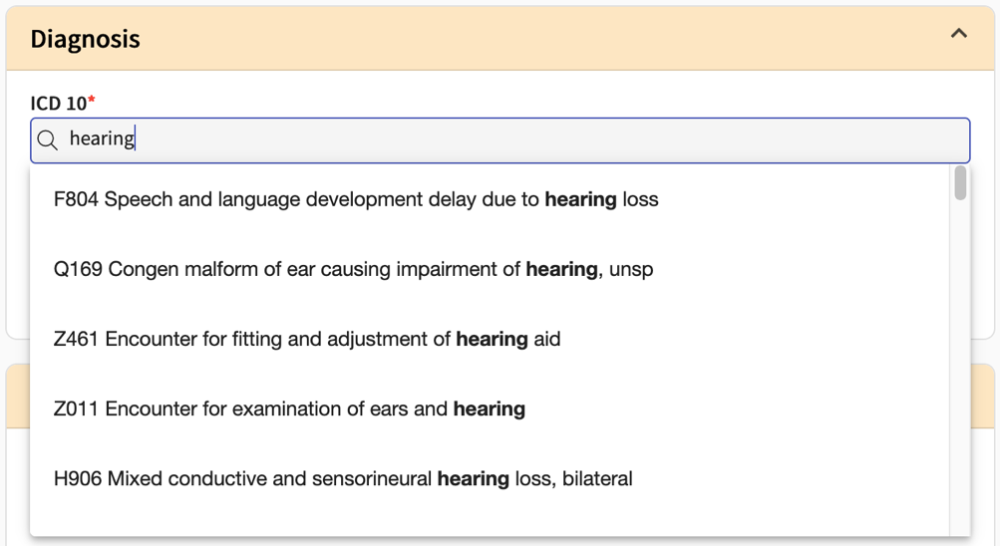 Diagnosis
ICD 10*
hearing
F804 Speech and language development delay due to hearing loss
Q169 Congen malform of ear causing impairment of hearing, unsp
Z461 Encounter for fitting and adjustment of hearing aid
Z011 Encounter for examination of ears and hearing
H906 Mixed conductive and sensorineural hearing loss, bilateral